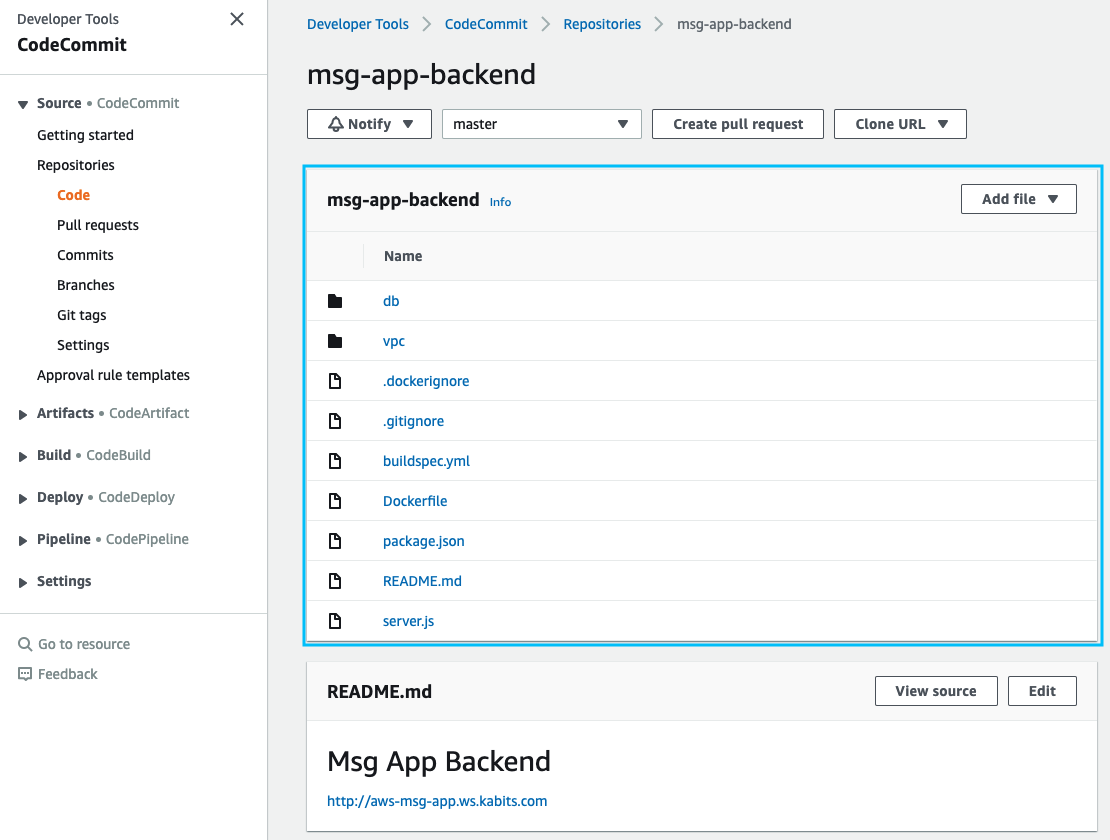 Developer Tools
CodeCommit
Source • CodeCommit
Getting started
Repositories
Code
Pull requests
Commits
Branches
Git tags
Settings
Approval rule templates
Artifacts • CodeArtifact
Build • CodeBuild
Deploy • CodeDeploy
Pipeline • CodePipeline
Settings
Go to resource
Feedback
Developer Tools > CodeCommit > Repositories > msg-app-backend
msg-app-backend
Notify master Create pull request Clone URL
msg-app-backend Info Add file
Name
db
vpc
.dockerignore
.gitignore
buildspec.yml
Dockerfile
package.json
README.md
server.js
README.md View source Edit
Msg App Backend
http://aws-msg-app.ws.kabits.com